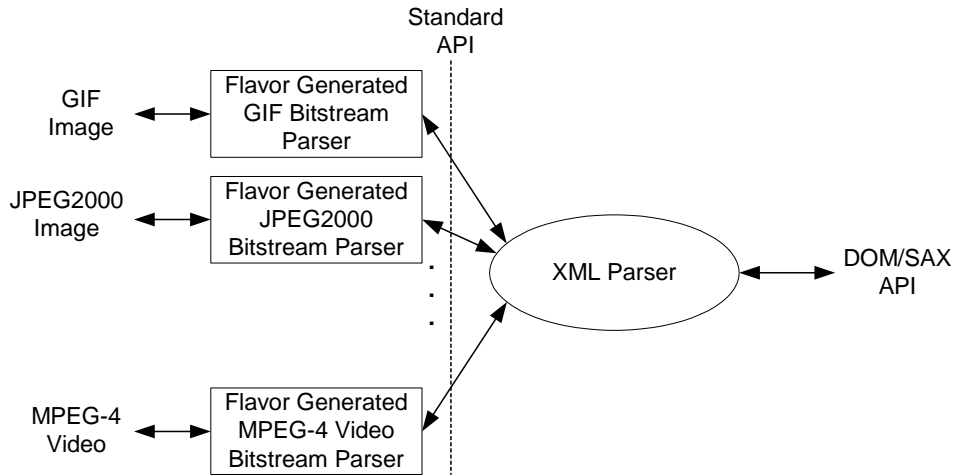 Standard
API
GIF
Image
Flavor Generated
GIF Bitstream
Parser
JPEG2000
Image
Flavor Generated
JPEG2000
Bitstream Parser
XML Parser
DOM/SAX
API
MPEG-4
Video
Flavor Generated
MPEG-4 Video
Bitstream Parser